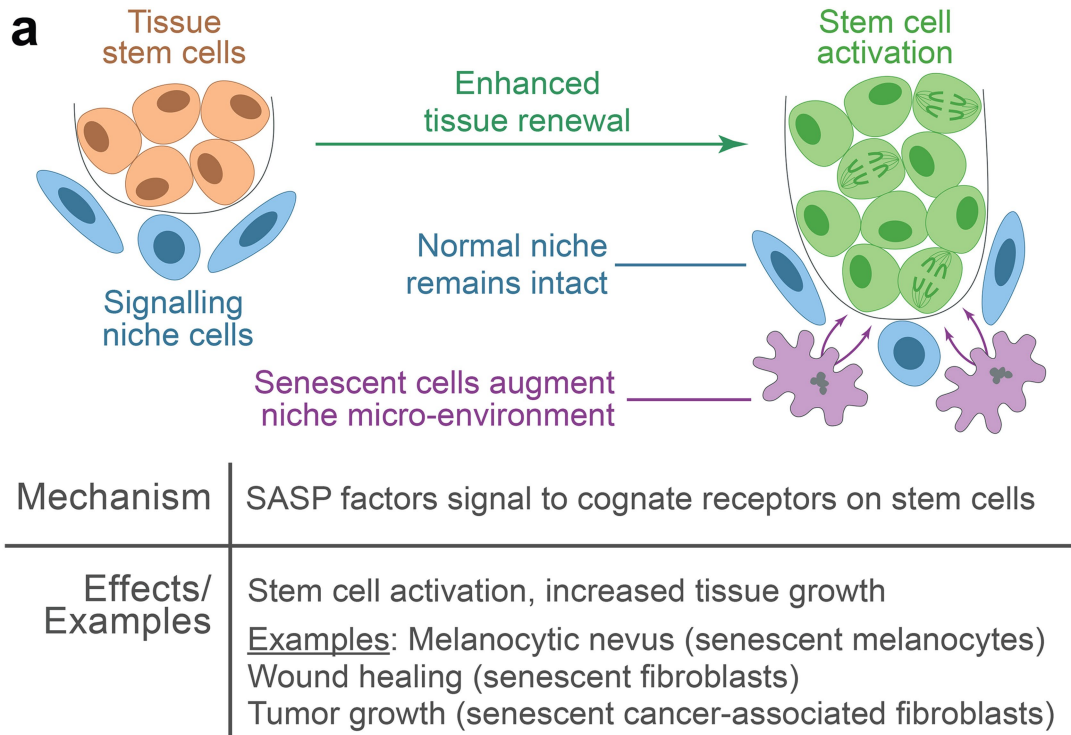 a
Tissue
stem cells
Stem cell
activation
Enhanced
tissue renewal
Normal niche
remains intact
Signalling
niche cells
Senescent cells augment
niche micro-environment
Mechanism
SASP factors signal to cognate receptors on stem cells
Effects/
Examples
Stem cell activation, increased tissue growth
Examples: Melanocytic nevus (senescent melanocytes)
Wound healing (senescent fibroblasts)
Tumor growth (senescent cancer-associated fibroblasts)